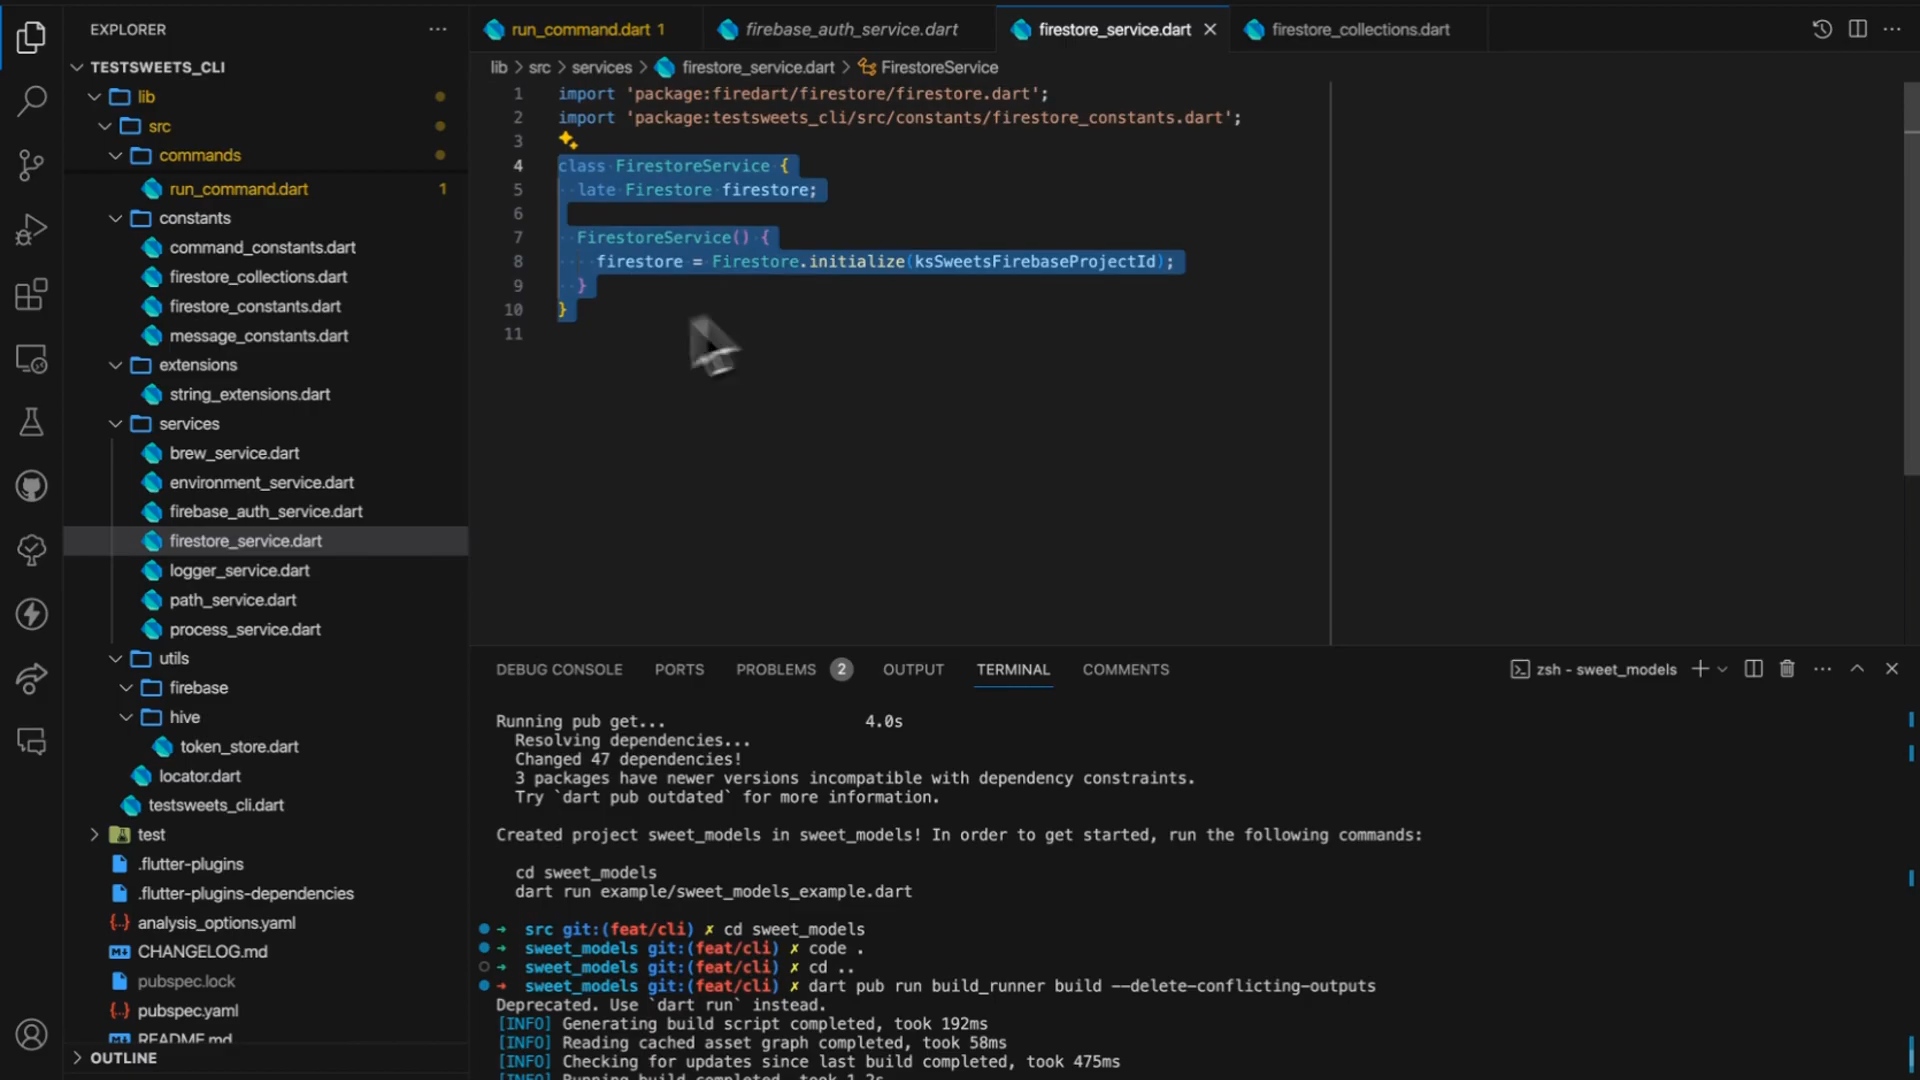 EXPLORER
TESTSWEETS_CLI
lib
src
commands
run_command.dart 1
constants
command_constants.dart
firestore_collections.dart
firestore_constants.dart
message_constants.dart
extensions
string_extensions.dart
services
brew_service.dart
environment_service.dart
firebase_auth_service.dart
firestore_service.dart
logger_service.dart
path_service.dart
process_service.dart
utils
firebase
hive
token_store.dart
locator.dart
testsweets_cli.dart
test
.flutter-plugins
.flutter-plugins-dependencies
analysis_options.yaml
CHANGELOG.md
pubspec.lock
pubspec.yaml
README.md
OUTLINE
run_command.dart 1
firebase_auth_service.dart
firestore_service.dart
firestore_collections.dart
lib > src > services > firestore_service.dart > FirestoreService
1 import 'package:firedart/firestore/firestore.dart';
2 import 'package:testsweets_cli/src/constants/firestore_constants.dart';
3
4 class FirestoreService {
5 late Firestore firestore;
6
7 FirestoreService() {
8 firestore = Firestore.initialize(ksSweetsFirebaseProjectId);
9 }
10 }
11
DEBUG CONSOLE PORTS PROBLEMS 2 OUTPUT TERMINAL COMMENTS
zsh - sweet_models
Running pub get... 4.0s
Resolving dependencies...
Changed 47 dependencies!
3 packages have newer versions incompatible with dependency constraints.
Try `dart pub outdated` for more information.
Created project sweet_models in sweet_models! In order to get started, run the following commands:
cd sweet_models
dart run example/sweet_models_example.dart
➜ src git:(feat/cli) ✗ cd sweet_models
➜ sweet_models git:(feat/cli) ✗ code .
➜ sweet_models git:(feat/cli) ✗ cd ..
➜ sweet_models git:(feat/cli) ✗ dart pub run build_runner build --delete-conflicting-outputs
Deprecated. Use `dart run` instead.
[INFO] Generating build script completed, took 192ms
[INFO] Reading cached asset graph completed, took 58ms
[INFO] Checking for updates since last build completed, took 475ms
[INFO] Running build completed, took 1.2s